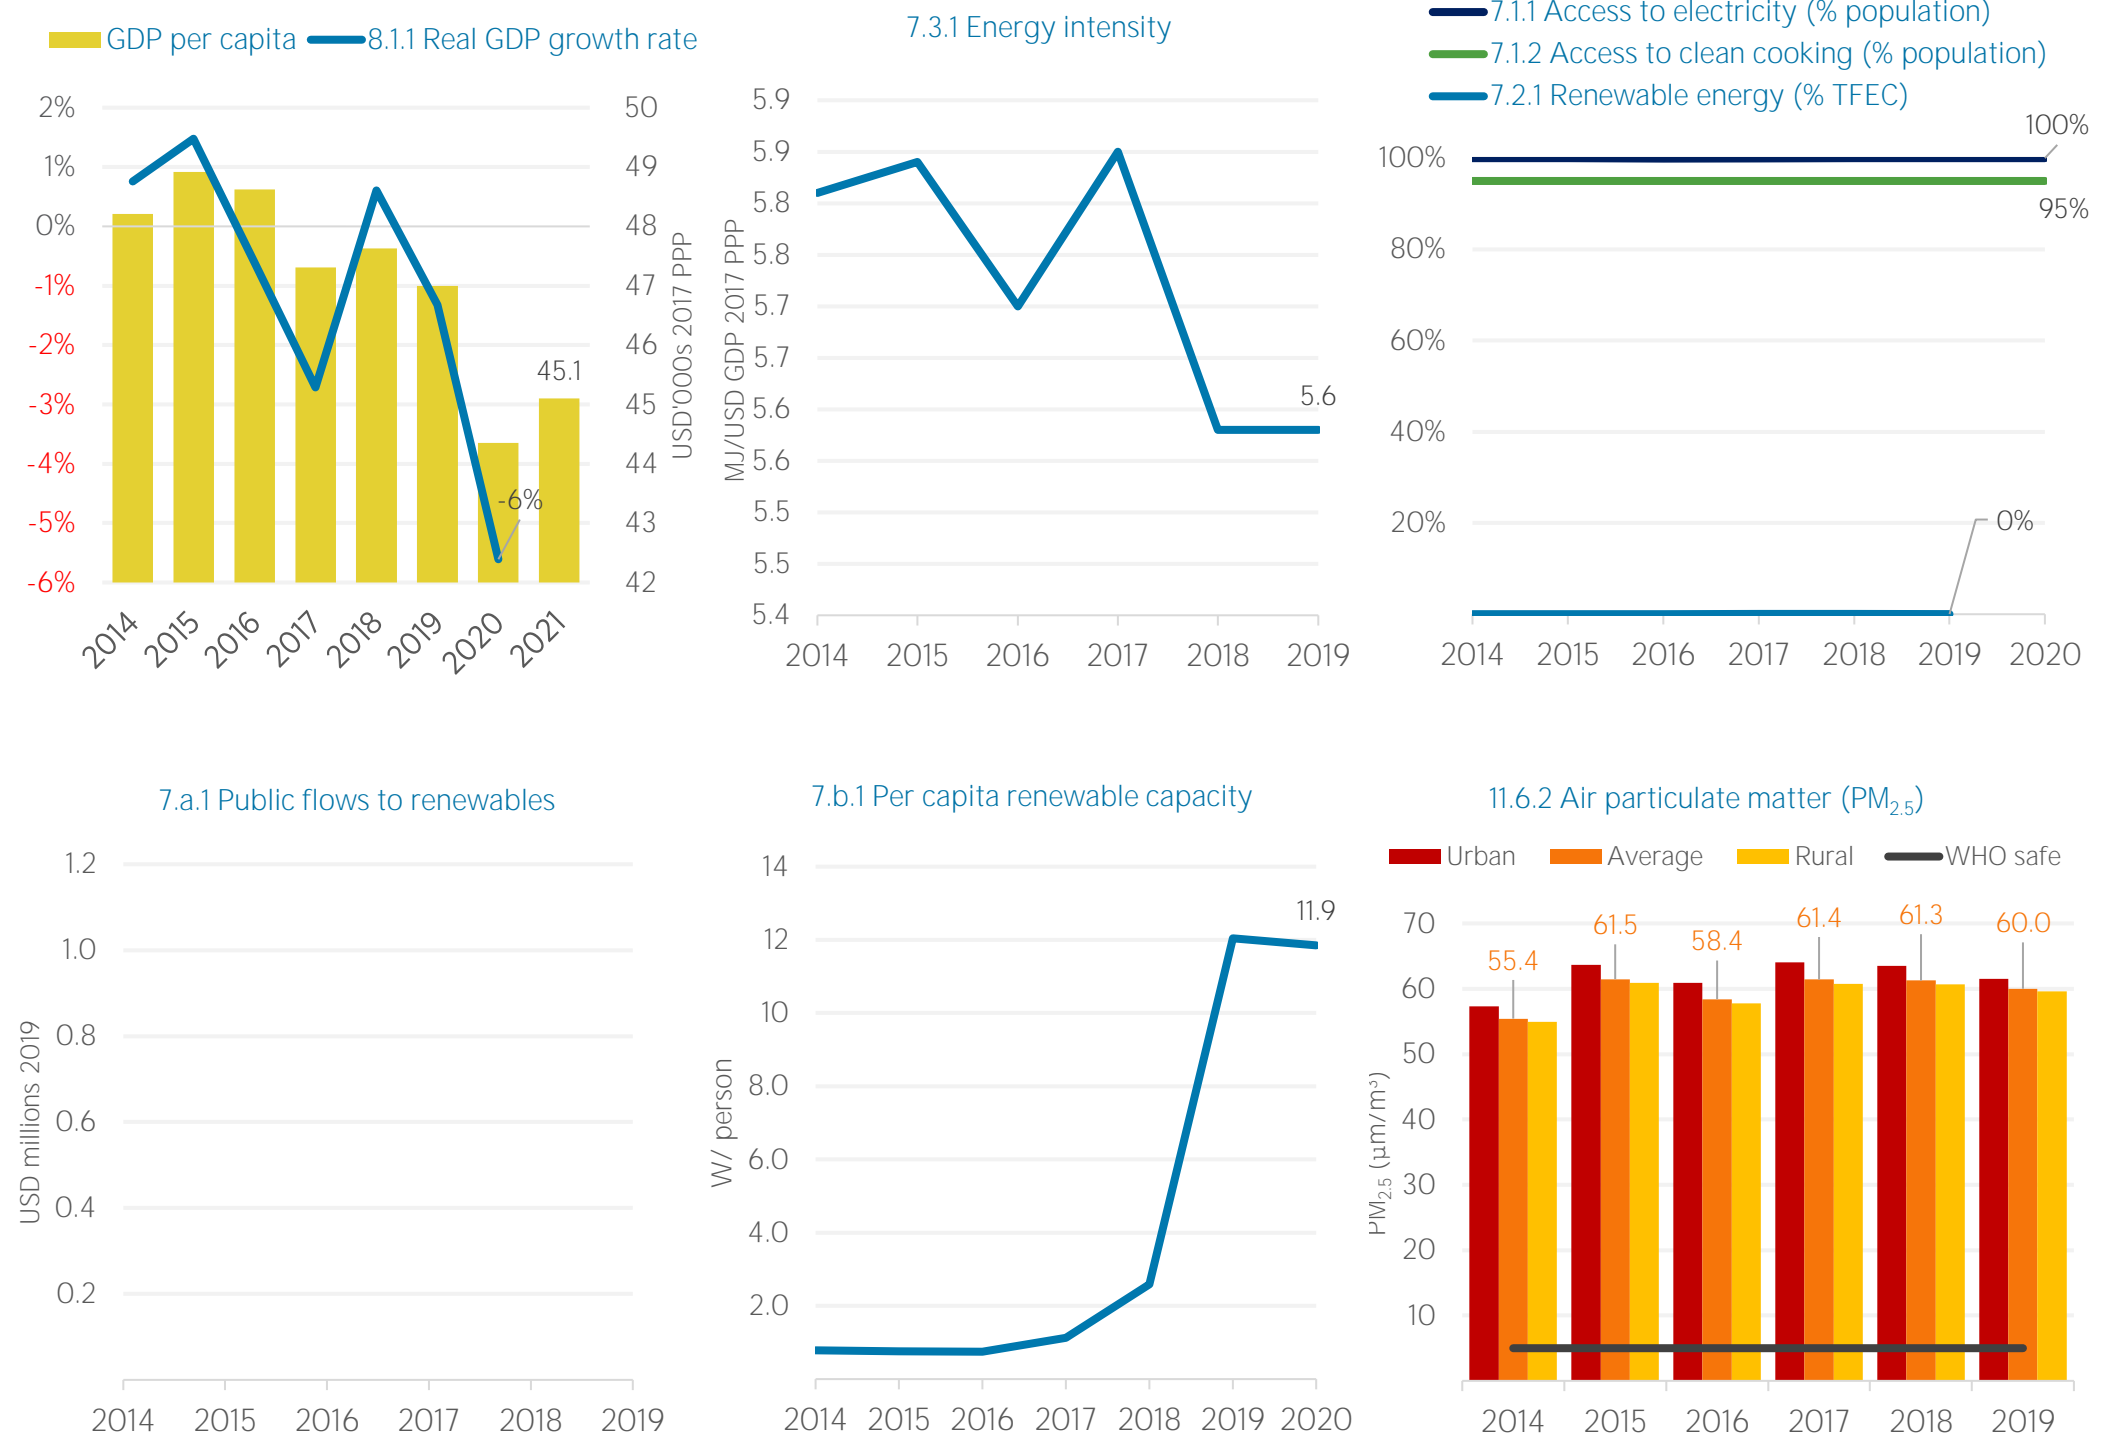 GDP per capita 8.1.1 Real GDP growth rate
2% 50
1% 49
0% 48
-1% 47
-2% 46
-3% 45
-4% 44
-5% 43
-6% 42
USD'000s 2017 PPP
45.1
-6%
2014 2015 2016 2017 2018 2019 2020 2021
7.3.1 Energy intensity
5.9
5.9
5.8
5.8
5.7
5.7
5.6
5.6
5.5
5.5
5.4
MJ/USD GDP 2017 PPP
5.6
2014 2015 2016 2017 2018 2019
7.1.1 Access to electricity (% population)
7.1.2 Access to clean cooking (% population)
7.2.1 Renewable energy (% TFEC)
100%
100%
95%
80%
60%
40%
20%
0%
2014 2015 2016 2017 2018 2019 2020
7.a.1 Public flows to renewables
1.2
1.0
0.8
0.6
0.4
0.2
USD millions 2019
2014 2015 2016 2017 2018 2019
7.b.1 Per capita renewable capacity
14
12
10
8.0
6.0
4.0
2.0
W/ person
11.9
2014 2015 2016 2017 2018 2019 2020
11.6.2 Air particulate matter (PM2.5)
Urban Average Rural WHO safe
70
60
50
40
30
20
10
PM2.5 (µm/m³)
55.4 61.5 58.4 61.4 61.3 60.0
2014 2015 2016 2017 2018 2019